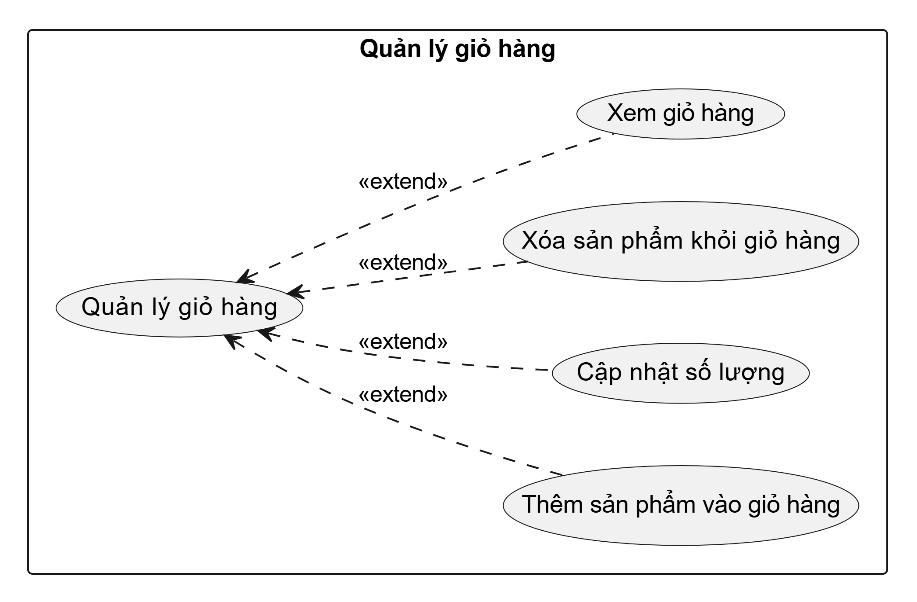 Quản lý giỏ hàng
Xem giỏ hàng
«extend»
Xóa sản phẩm khỏi giỏ hàng
«extend»
Quản lý giỏ hàng
«extend»
Cập nhật số lượng
«extend»
Thêm sản phẩm vào giỏ hàng